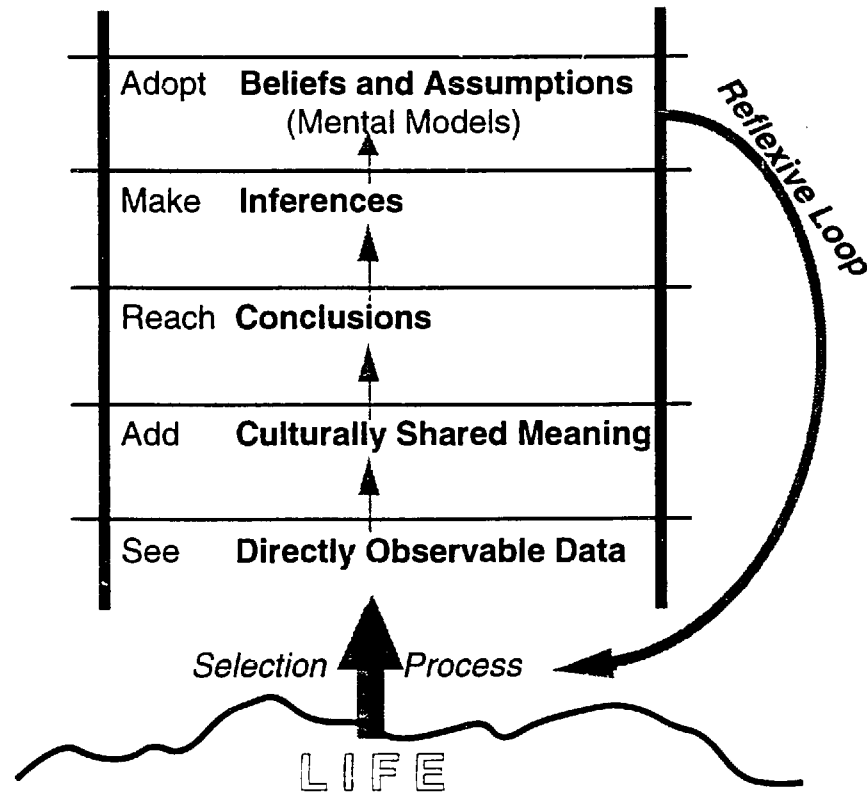 Adopt Beliefs and Assumptions
(Mental Models)
Reflexive Loop
Make Inferences
Reach Conclusions
Add Culturally Shared Meaning
See Directly Observable Data
Selection Process
LIFE